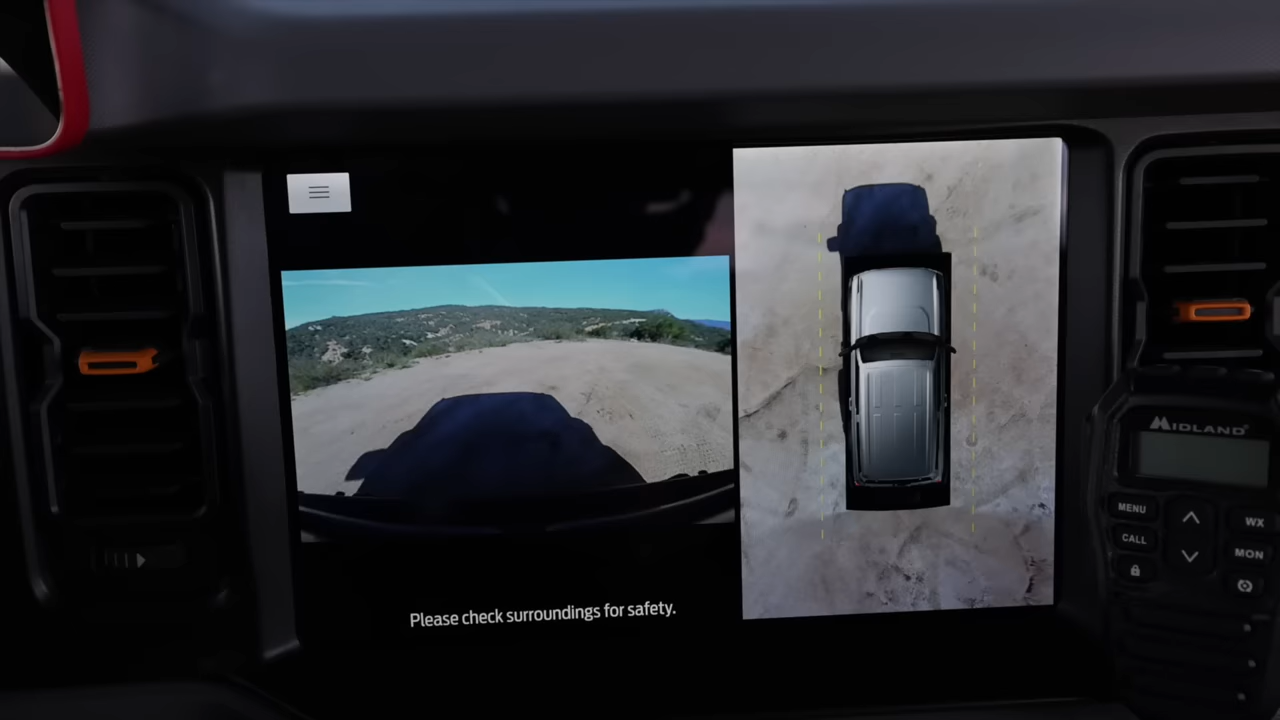 Please check surroundings for safety.
MIDLAND
MENU
WX
CALL
MON